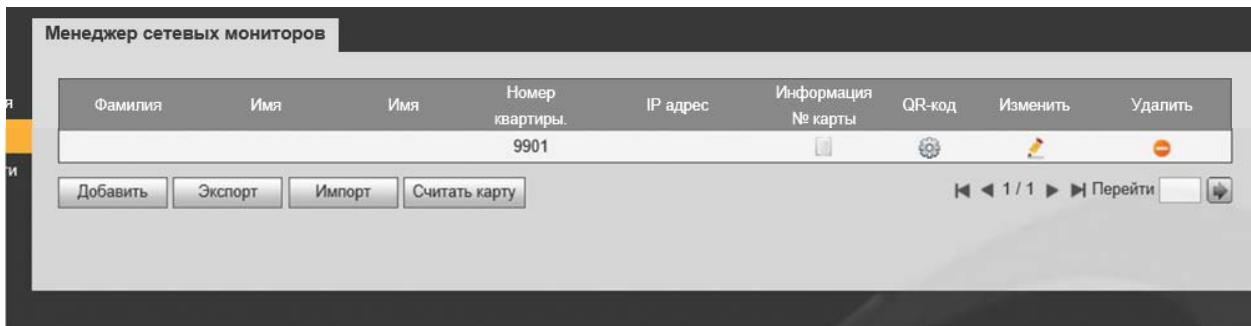 Менеджер сетевых мониторов
я
Фамилия Имя Имя Номер квартиры. IP адрес Информация № карты QR-код Изменить Удалить
9901
ти
Добавить Экспорт Импорт Считать карту 1 / 1 Перейти